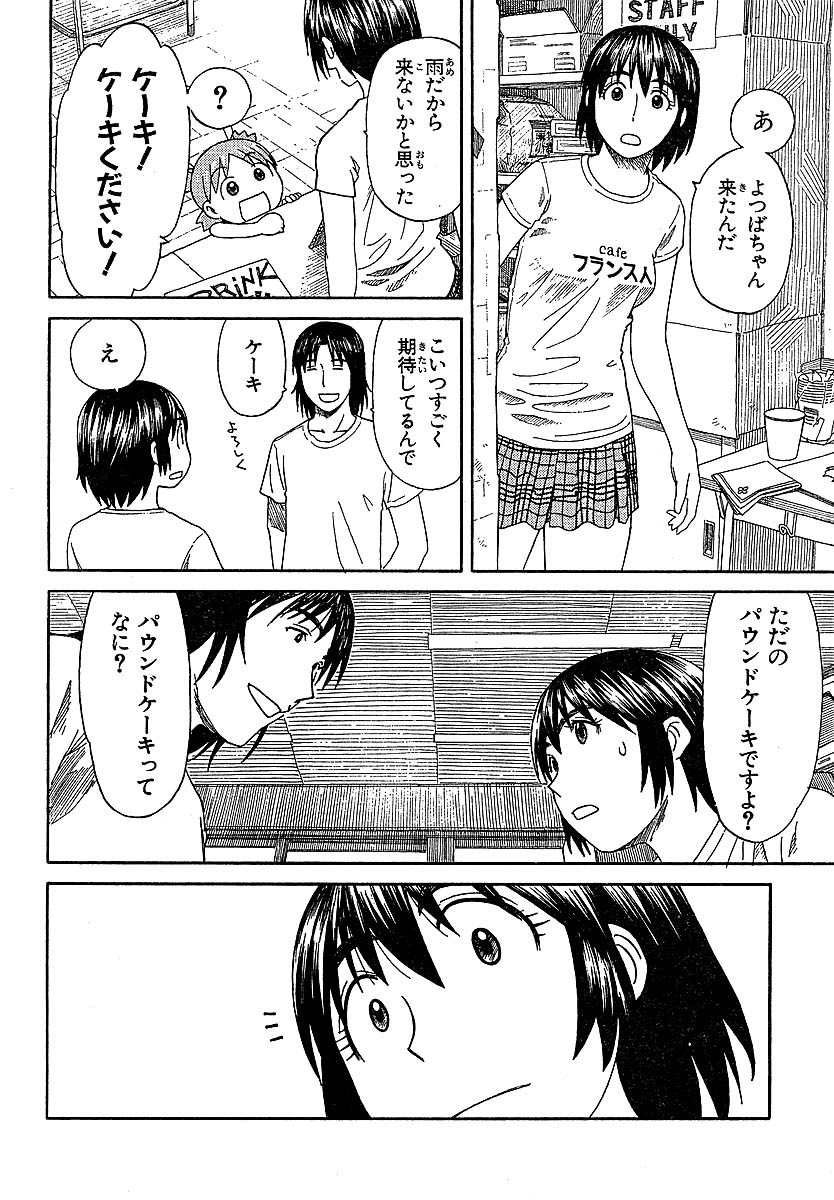 STAFF
あ
よつばちゃん
来たんだ
cafe
フランス人
雨だから
来ないかと思った
?
ケーキ!
ケーキください!
DRINK
こいつすごく
期待してるんで
ケーキ
よろしく
え
ただの
パウンドケーキですよ?
パウンドケーキって
なに?